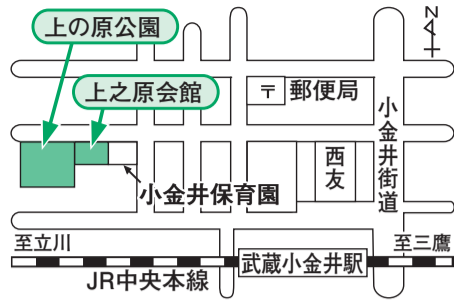 上の原公園
N
上之原会館
〒 郵便局
小金井街道
西友
小金井保育園
至立川
至三鷹
武蔵小金井駅
JR中央本線